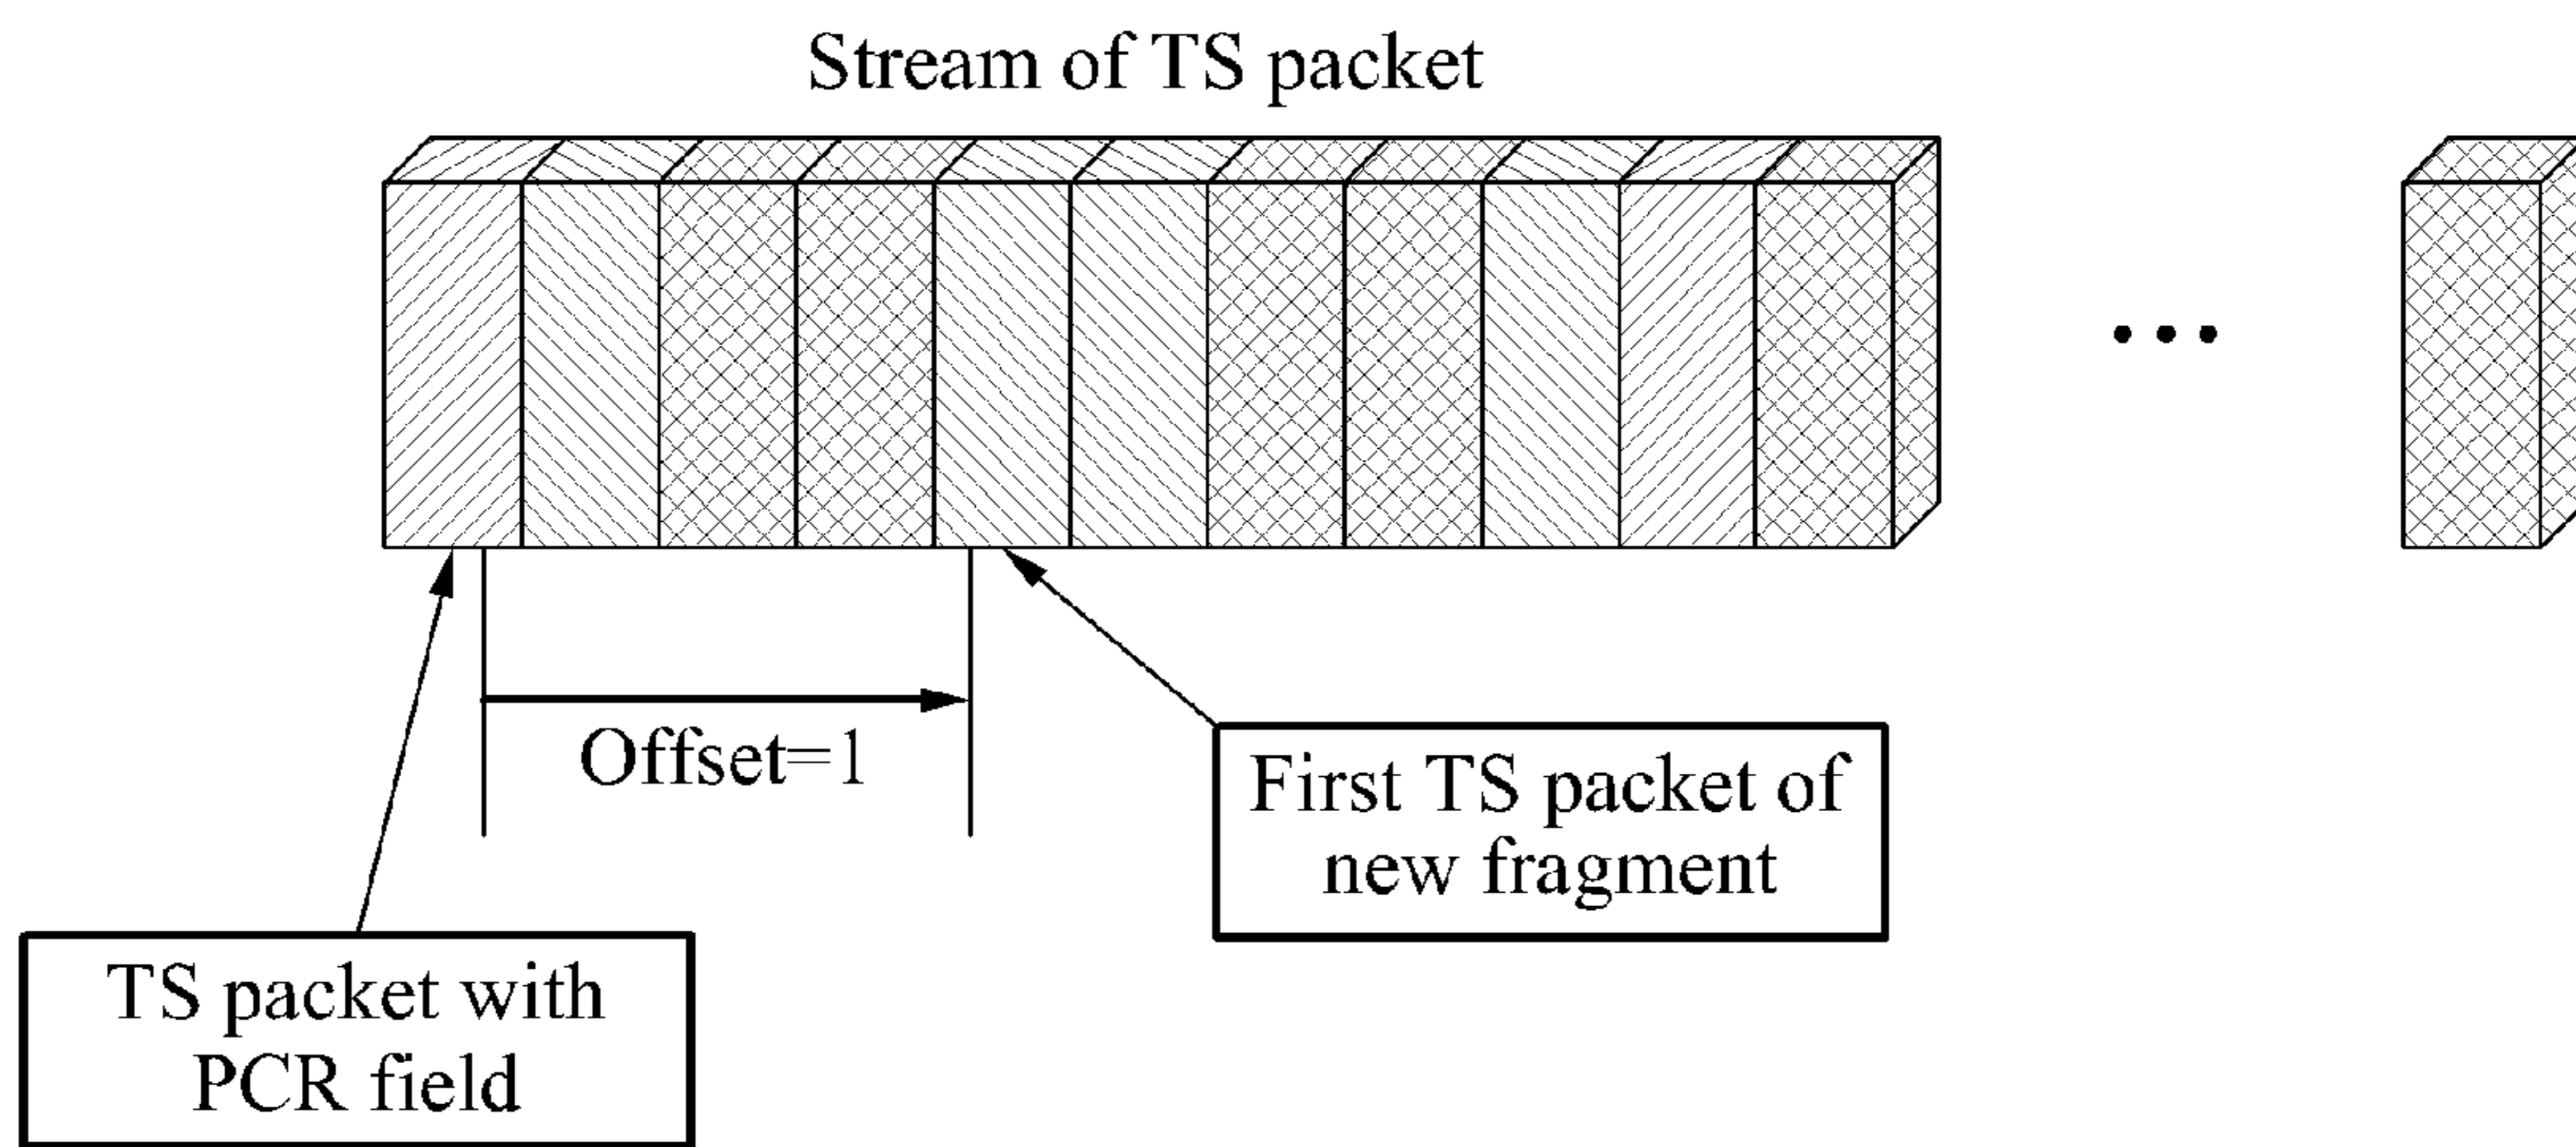 Stream of TS packet
Offset=1
First TS packet of
new fragment
TS packet with
PCR field